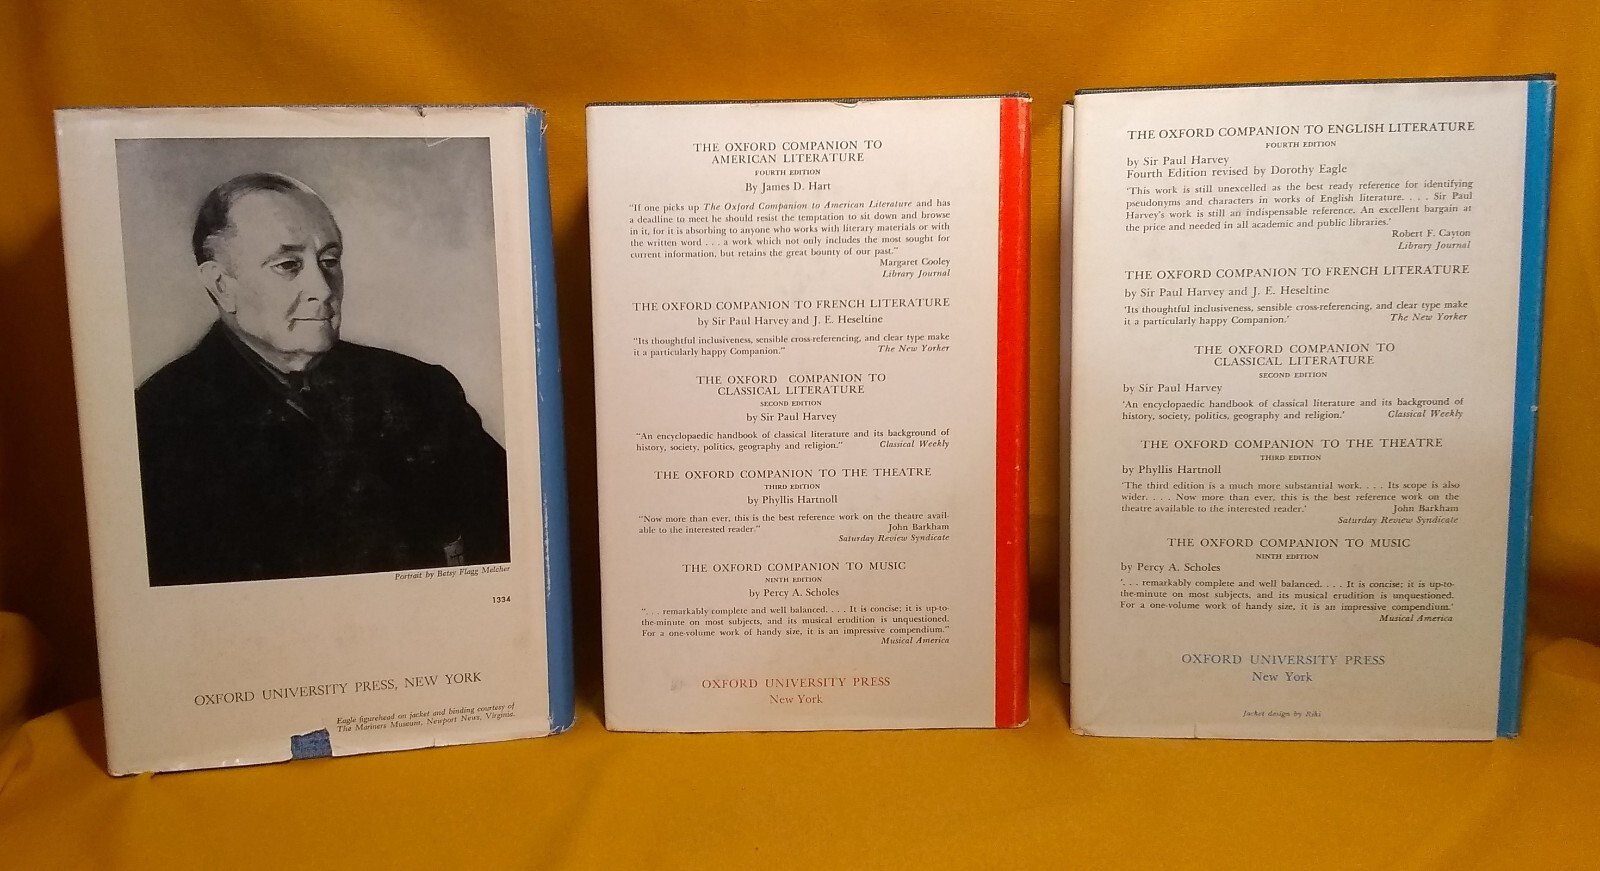 Portrait by Betsy Flagg Melcher
1334
OXFORD UNIVERSITY PRESS, NEW YORK
Eagle figurehead on jacket and binding courtesy of
The Mariners Museum, Newport News, Virginia.
THE OXFORD COMPANION TO
AMERICAN LITERATURE
FOURTH EDITION
By James D. Hart
"If one picks up The Oxford Companion to American Literature and has
a deadline to meet he should resist the temptation to sit down and browse
in it, for it is absorbing to anyone who works with literary materials or with
the written word . . . a work which not only includes the most sought for
current information, but retains the great bounty of our past."
Margaret Cooley
Library Journal
THE OXFORD COMPANION TO FRENCH LITERATURE
by Sir Paul Harvey and J. E. Heseltine
"Its thoughtful inclusiveness, sensible cross-referencing, and clear type make
it a particularly happy Companion." The New Yorker
THE OXFORD COMPANION TO
CLASSICAL LITERATURE
SECOND EDITION
by Sir Paul Harvey
"An encyclopaedic handbook of classical literature and its background of
history, society, politics, geography and religion." Classical Weekly
THE OXFORD COMPANION TO THE THEATRE
THIRD EDITION
by Phyllis Hartnoll
"Now more than ever, this is the best reference work on the theatre avail-
able to the interested reader." John Barkham
Saturday Review Syndicate
THE OXFORD COMPANION TO MUSIC
NINTH EDITION
by Percy A. Scholes
". . . remarkably complete and well balanced. . . . It is concise; it is up-to-
the-minute on most subjects, and its musical erudition is unquestioned.
For a one-volume work of handy size, it is an impressive compendium."
Musical America
OXFORD UNIVERSITY PRESS
New York
THE OXFORD COMPANION TO ENGLISH LITERATURE
FOURTH EDITION
by Sir Paul Harvey
Fourth Edition revised by Dorothy Eagle
'This work is still unexcelled as the best ready reference for identifying
pseudonyms and characters in works of English literature. . . . Sir Paul
Harvey's work is still an indispensable reference. An excellent bargain at
the price and needed in all academic and public libraries.'
Robert F. Cayton
Library Journal
THE OXFORD COMPANION TO FRENCH LITERATURE
by Sir Paul Harvey and J. E. Heseltine
'Its thoughtful inclusiveness, sensible cross-referencing, and clear type make
it a particularly happy Companion.' The New Yorker
THE OXFORD COMPANION TO
CLASSICAL LITERATURE
SECOND EDITION
by Sir Paul Harvey
'An encyclopaedic handbook of classical literature and its background of
history, society, politics, geography and religion.' Classical Weekly
THE OXFORD COMPANION TO THE THEATRE
THIRD EDITION
by Phyllis Hartnoll
'The third edition is a much more substantial work. . . . Its scope is also
wider. . . . Now more than ever, this is the best reference work on the
theatre available to the interested reader.' John Barkham
Saturday Review Syndicate
THE OXFORD COMPANION TO MUSIC
NINTH EDITION
by Percy A. Scholes
'. . . remarkably complete and well balanced. . . . It is concise; it is up-to-
the-minute on most subjects, and its musical erudition is unquestioned.
For a one-volume work of handy size, it is an impressive compendium.'
Musical America
OXFORD UNIVERSITY PRESS
New York
Jacket design by Riki